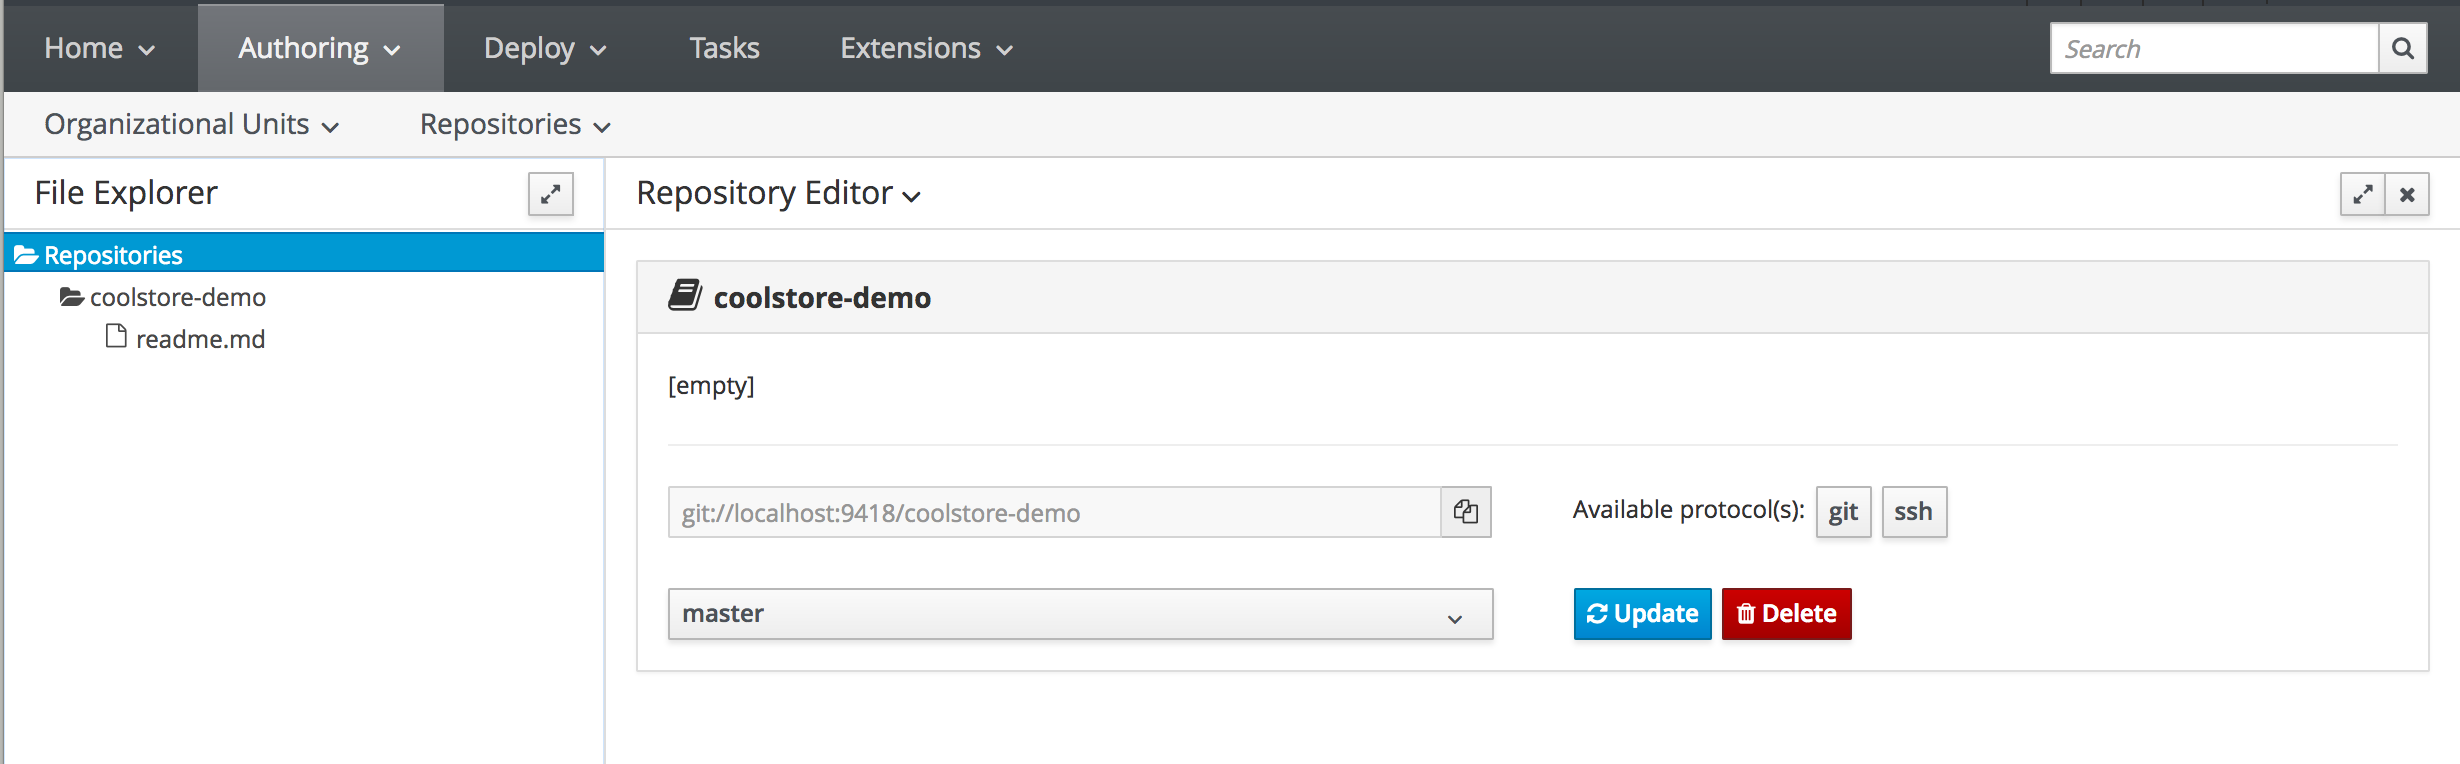 Home Authoring Deploy Tasks Extensions Search
Organizational Units Repositories
File Explorer
Repositories
coolstore-demo
readme.md
Repository Editor
coolstore-demo
[empty]
git://localhost:9418/coolstore-demo Available protocol(s): git ssh
master Update Delete